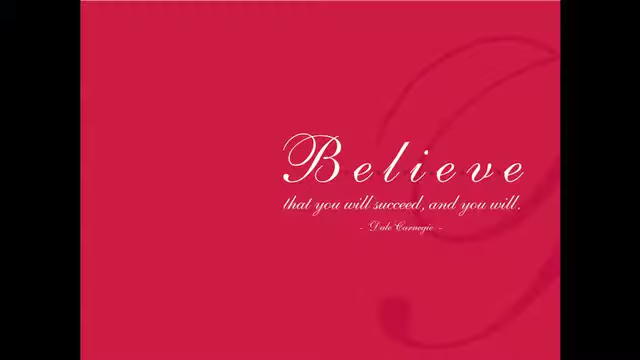 Believe
that you will succeed, and you will.
- Dale Carnegie -